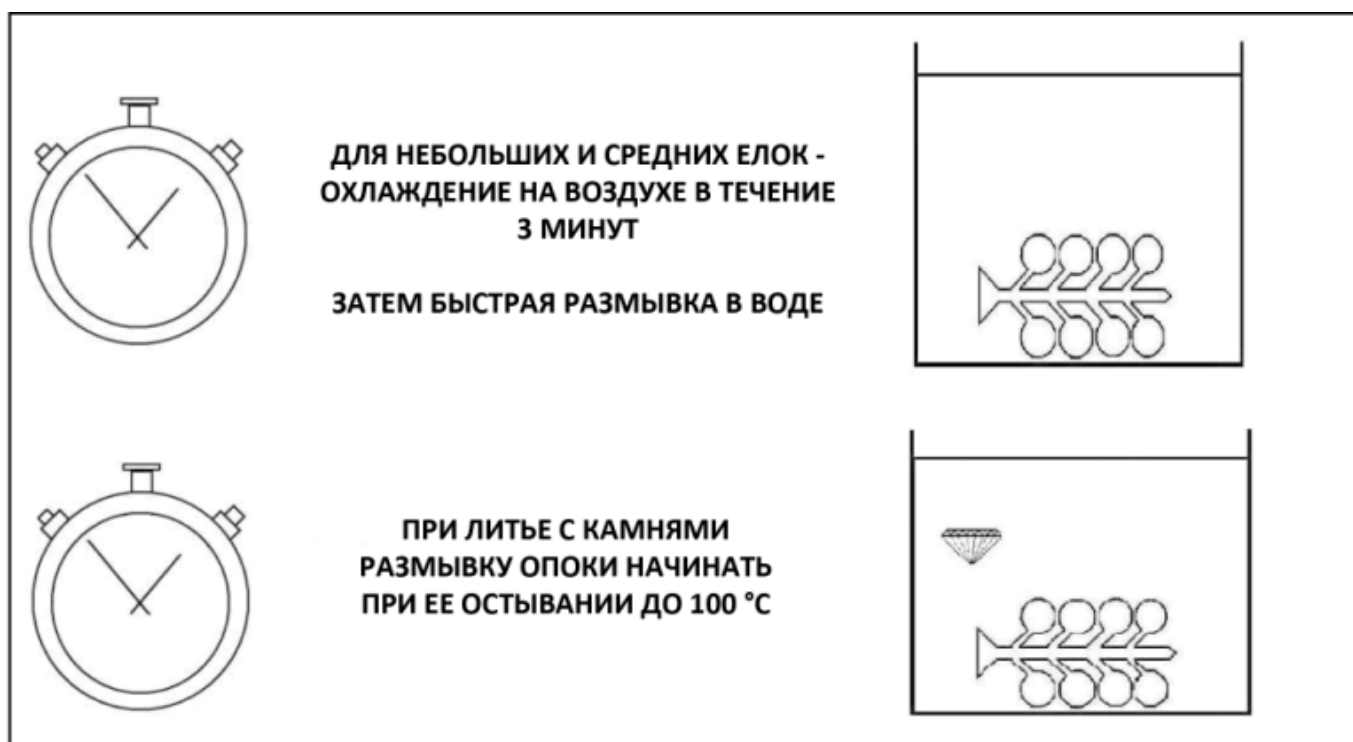 ДЛЯ НЕБОЛЬШИХ И СРЕДНИХ ЕЛОК -
ОХЛАЖДЕНИЕ НА ВОЗДУХЕ В ТЕЧЕНИЕ
3 МИНУТ
ЗАТЕМ БЫСТРАЯ РАЗМЫВКА В ВОДЕ
ПРИ ЛИТЬЕ С КАМНЯМИ
РАЗМЫВКУ ОПОКИ НАЧИНАТЬ
ПРИ ЕЕ ОСТЫВАНИИ ДО 100 °С